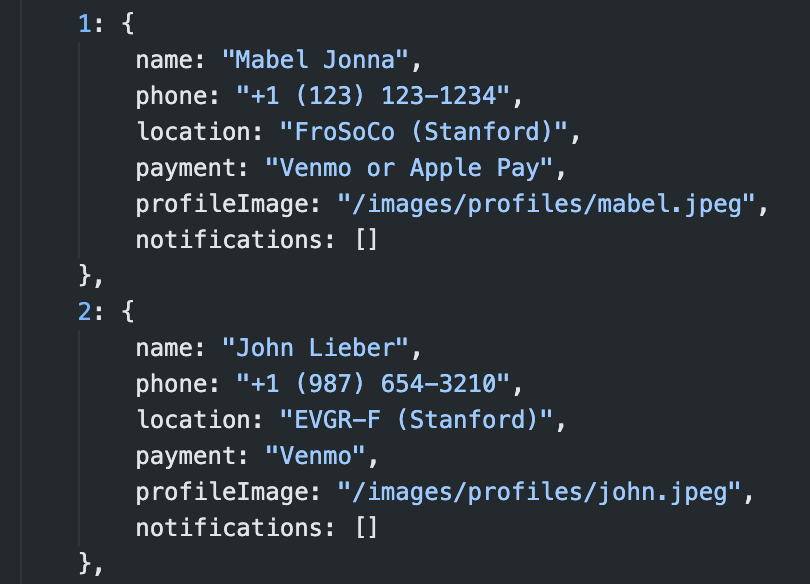 1: {
name: "Mabel Jonna",
phone: "+1 (123) 123-1234",
location: "FroSoCo (Stanford)",
payment: "Venmo or Apple Pay",
profileImage: "/images/profiles/mabel.jpeg",
notifications: []
},
2: {
name: "John Lieber",
phone: "+1 (987) 654-3210",
location: "EVGR-F (Stanford)",
payment: "Venmo",
profileImage: "/images/profiles/john.jpeg",
notifications: []
},